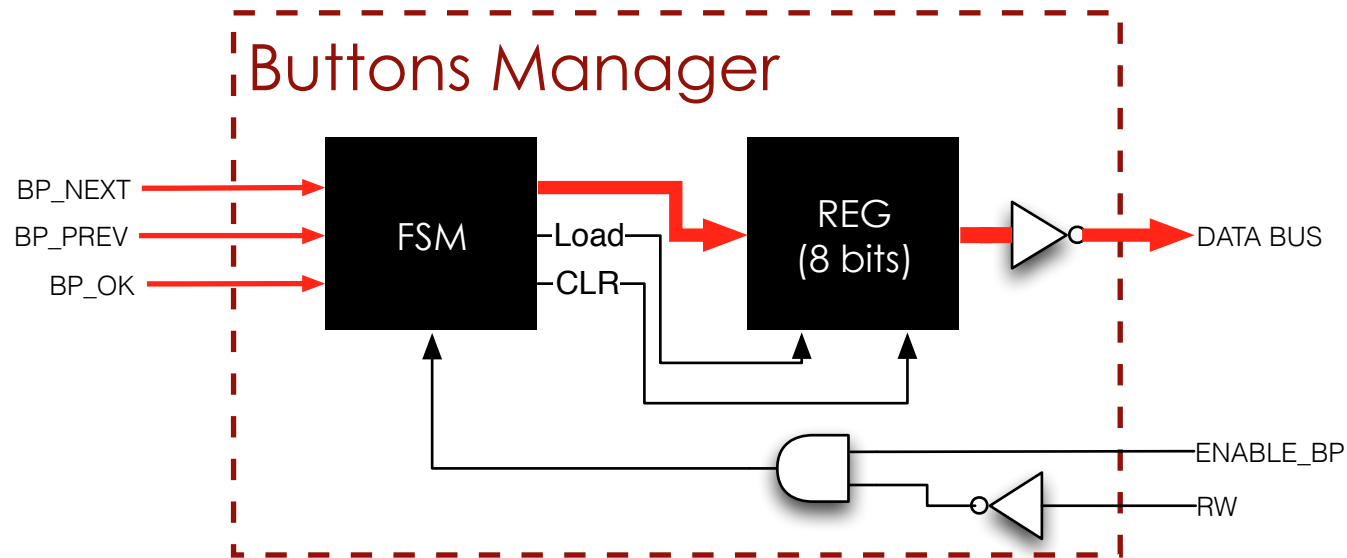 Buttons Manager
BP_NEXT
BP_PREV
BP_OK
FSM
Load
CLR
REG
(8 bits)
DATA BUS
ENABLE_BP
RW